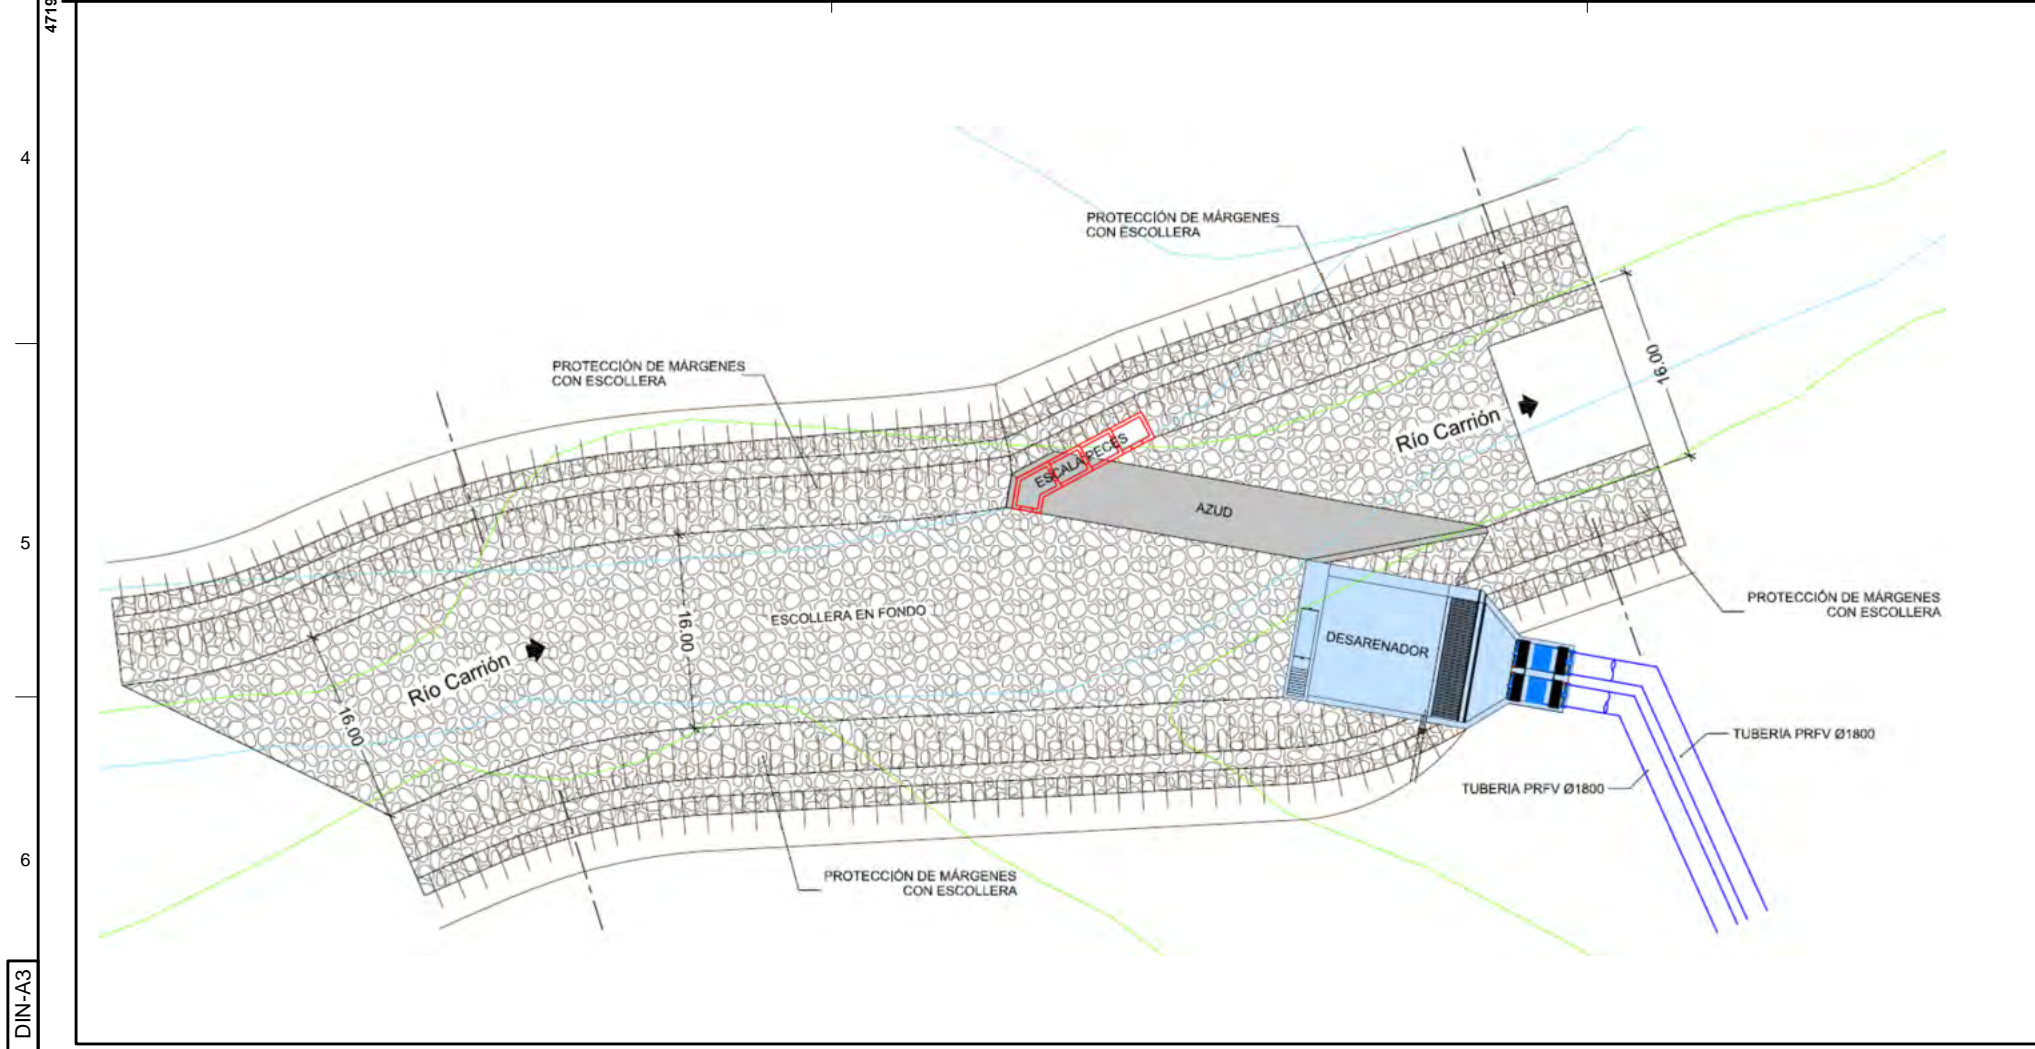 4719
4
PROTECCIÓN DE MÁRGENES
CON ESCOLLERA
PROTECCIÓN DE MÁRGENES
CON ESCOLLERA
16.00
Río Carrión
ESCALA PECES
AZUD
5
PROTECCIÓN DE MÁRGENES
CON ESCOLLERA
ESCOLLERA EN FONDO
16.00
DESARENADOR
Río Carrión
16.00
TUBERIA PRFV Ø1800
TUBERIA PRFV Ø1800
6
PROTECCIÓN DE MÁRGENES
CON ESCOLLERA
DIN-A3